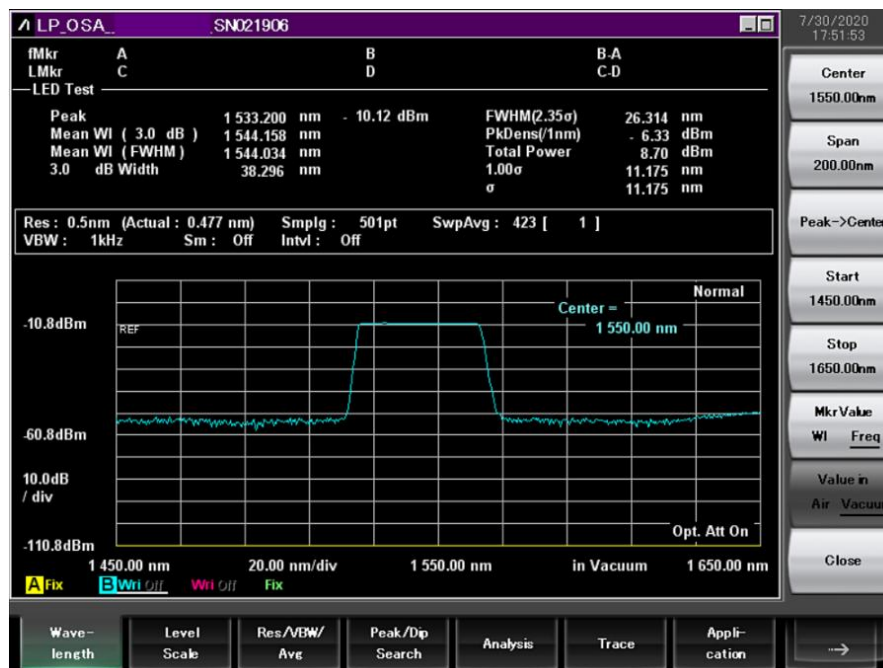 LP_OSA_ SN021906
7/30/2020
17:51:53
fMkr A B B-A
LMkr C D C-D
LED Test
Peak 1 533.200 nm - 10.12 dBm FWHM(2.35σ) 26.314 nm
Mean Wl ( 3.0 dB ) 1 544.158 nm PkDens(/1nm) - 6.33 dBm
Mean Wl ( FWHM ) 1 544.034 nm Total Power 8.70 dBm
3.0 dB Width 38.296 nm 1.00σ 11.175 nm
σ 11.175 nm
Res : 0.5nm (Actual : 0.477 nm) Smplg : 501pt SwpAvg : 423 [ 1 ]
VBW : 1kHz Sm : Off Intvl : Off
Normal
Center =
1 550.00 nm
-10.8dBm
REF
-60.8dBm
10.0dB
/ div
Opt. Att On
-110.8dBm
1 450.00 nm 20.00 nm/div 1 550.00 nm in Vacuum 1 650.00 nm
A Fix B Wri Off Wri Off Fix
Center
1550.00nm
Span
200.00nm
Peak->Center
Start
1450.00nm
Stop
1650.00nm
Mkr Value
Wl Freq
Value in
Air Vacuu
Close
Wave-
length
Level
Scale
Res/VBW/
Avg
Peak/Dip
Search
Analysis
Trace
Appli-
cation